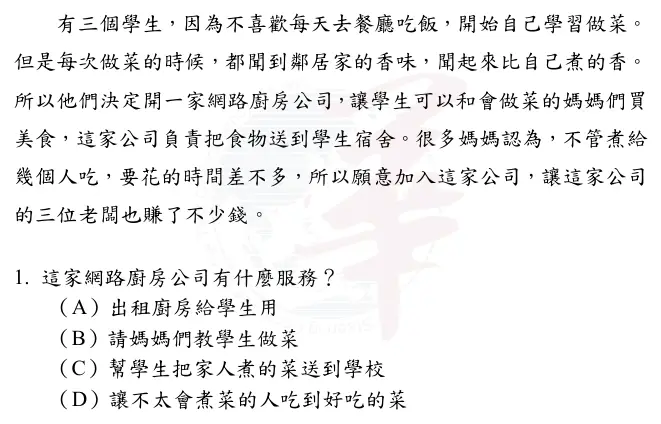 有三個學生，因為不喜歡每天去餐廳吃飯，開始自己學習做菜。
但是每次做菜的時候，都聞到鄰居家的香味，聞起來比自己煮的香。
所以他們決定開一家網路廚房公司，讓學生可以和會做菜的媽媽們買
美食，這家公司負責把食物送到學生宿舍。很多媽媽認為，不管煮給
幾個人吃，要花的時間差不多，所以願意加入這家公司，讓這家公司
的三位老闆也賺了不少錢。
1. 這家網路廚房公司有什麼服務？
（A）出租廚房給學生用
（B）請媽媽們教學生做菜
（C）幫學生把家人煮的菜送到學校
（D）讓不太會煮菜的人吃到好吃的菜